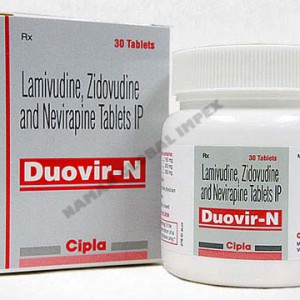 Rx
30 Tablets
Lamivudine, Zidovudine
and Nevirapine Tablets IP
Duovir-N
Cipla
Rx
30 Tablets
Lamivudine, Zidovudine
and Nevirapine Tablets IP
Duovir-N
Cipla